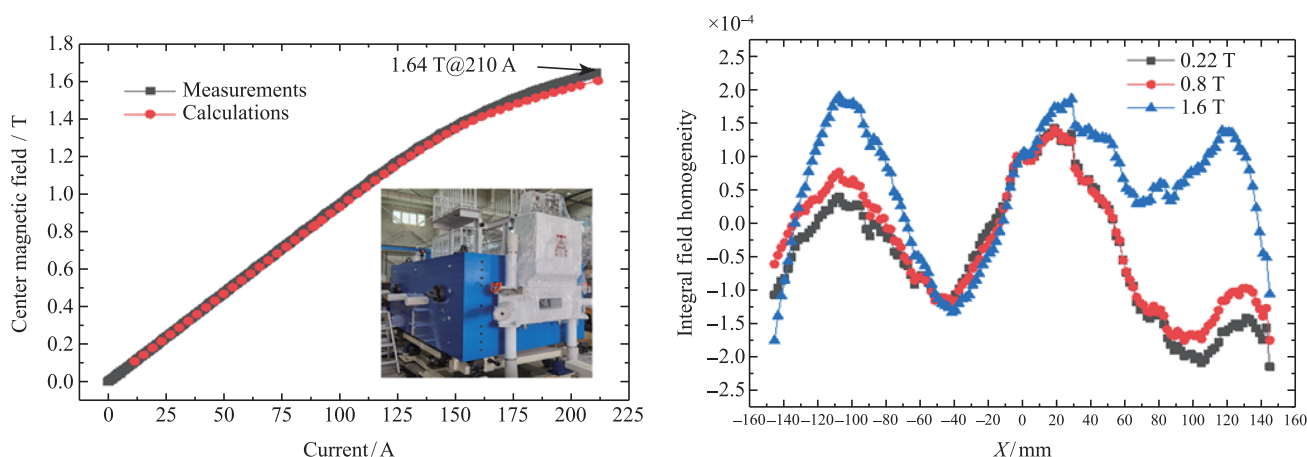 1.8
1.6
1.4
1.2
1.0
0.8
0.6
0.4
0.2
0.0
Center magnetic field / T
1.64 T@210 A
Measurements
Calculations
0 25 50 75 100 125 150 175 200 225
Current / A
×10⁻⁴
2.5
2.0
1.5
1.0
0.5
0.0
−0.5
−1.0
−1.5
−2.0
−2.5
Integral field homogeneity
0.22 T
0.8 T
1.6 T
−160 −140 −120 −100 −80 −60 −40 −20 0 20 40 60 80 100 120 140 160
X / mm